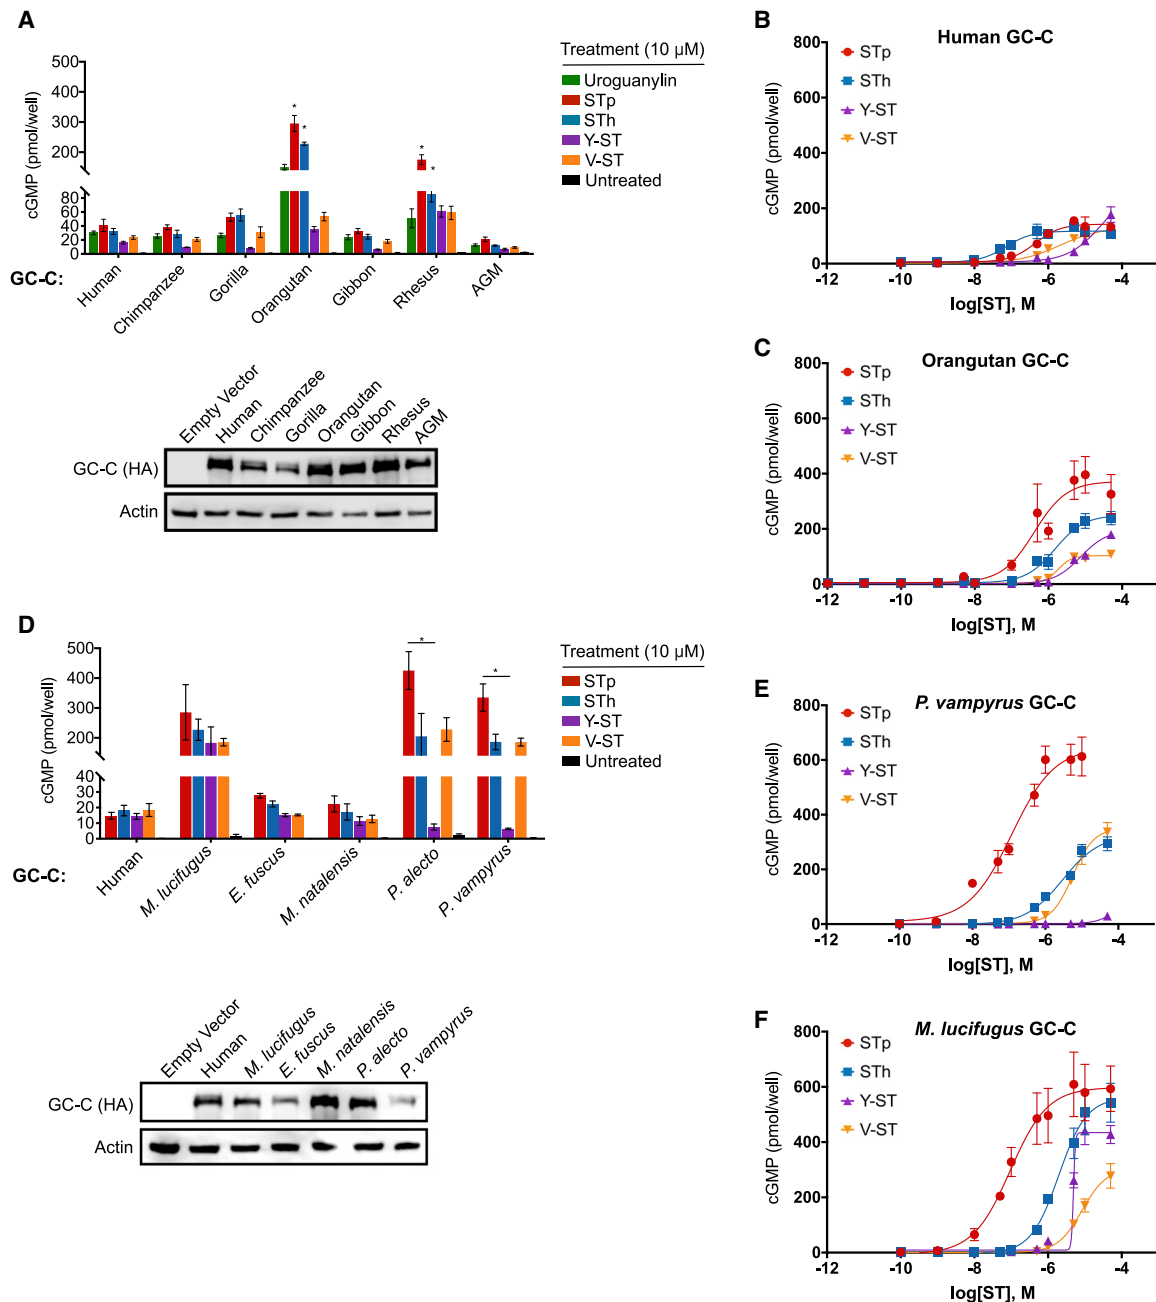 A
cGMP (pmol/well)
500
400
300
200
80
60
40
20
0
* * * *
GC-C:
Human
Chimpanzee
Gorilla
Orangutan
Gibbon
Rhesus
AGM
Treatment (10 µM)
Uroguanylin
STp
STh
Y-ST
V-ST
Untreated
Empty Vector
Human
Chimpanzee
Gorilla
Orangutan
Gibbon
Rhesus
AGM
GC-C (HA)
Actin
B
Human GC-C
cGMP (pmol/well)
800
600
400
200
0
STp
STh
Y-ST
V-ST
-12 -10 -8 -6 -4 -2
log[ST], M
C
Orangutan GC-C
cGMP (pmol/well)
800
600
400
200
0
STp
STh
Y-ST
V-ST
-12 -10 -8 -6 -4
log[ST], M
D
cGMP (pmol/well)
500
400
300
200
40
30
20
10
0
* *
GC-C:
Human
M. lucifugus
E. fuscus
M. natalensis
P. alecto
P. vampyrus
Treatment (10 µM)
STp
STh
Y-ST
V-ST
Untreated
Empty Vector
Human
M. lucifugus
E. fuscus
M. natalensis
P. alecto
P. vampyrus
GC-C (HA)
Actin
E
P. vampyrus GC-C
cGMP (pmol/well)
800
600
400
200
0
STp
STh
Y-ST
V-ST
-12 -10 -8 -6 -4
log[ST], M
F
M. lucifugus GC-C
cGMP (pmol/well)
800
600
400
200
0
STp
STh
Y-ST
V-ST
-12 -10 -8 -6 -4
log[ST], M